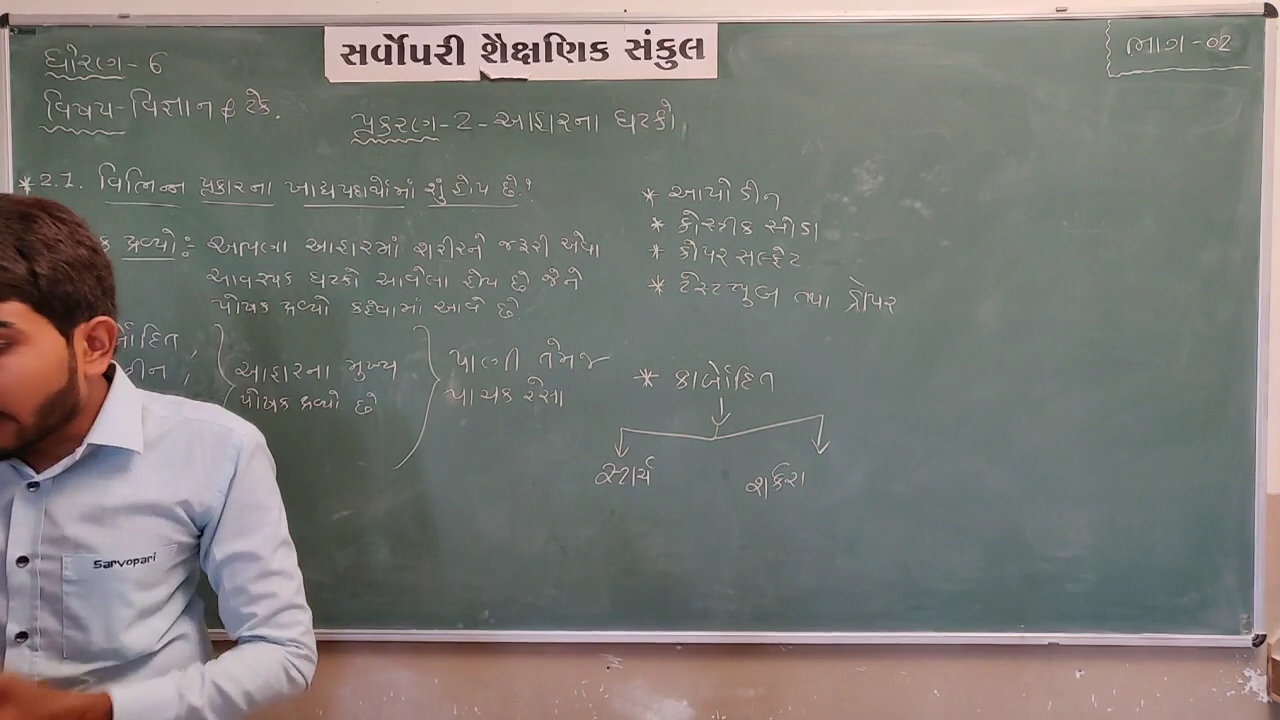 સર્વોપરી શૈક્ષણિક સંકુલ
ભાગ-૦2
ધોરણ-6
વિષય-વિજ્ઞાન & ટેક.
પ્રકરણ-2-આહારના ઘટકો
* 2.1. વિભિન્ન પ્રકારના ખાદ્યપદાર્થોમાં શું હોય છે?
ક દ્રવ્યો: આપણા આહારમાં શરીરને જરૂરી એવા
આવશ્યક ઘટકો આવેલા હોય છે જેને
પોષક દ્રવ્યો કહેવામાં આવે છે.
ર્બોદિત,
ટીન,
આહારના મુખ્ય
પોષક દ્રવ્યો છે
પાણી તેમજ
પાચક રેસા
* આયોડીન
* કોસ્ટીક સોડા
* કોપર સલ્ફેટ
* ટેસ્ટટ્યુબ તથા ડ્રોપર
* કાર્બોદિત
સ્ટાર્ચ
શર્કરા
Sarvopari